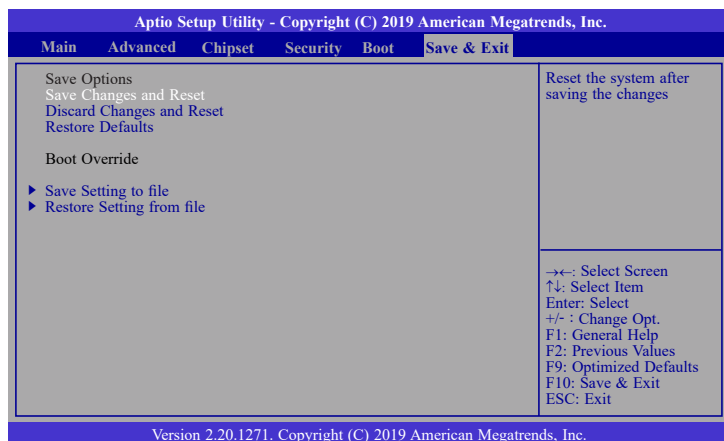 Aptio Setup Utility - Copyright (C) 2019 American Megatrends, Inc.
Main Advanced Chipset Security Boot Save & Exit
Save Options
Save Changes and Reset
Discard Changes and Reset
Restore Defaults
Boot Override
Save Setting to file
Restore Setting from file
Reset the system after
saving the changes
→←: Select Screen
↑↓: Select Item
Enter: Select
+/- : Change Opt.
F1: General Help
F2: Previous Values
F9: Optimized Defaults
F10: Save & Exit
ESC: Exit
Version 2.20.1271. Copyright (C) 2019 American Megatrends, Inc.